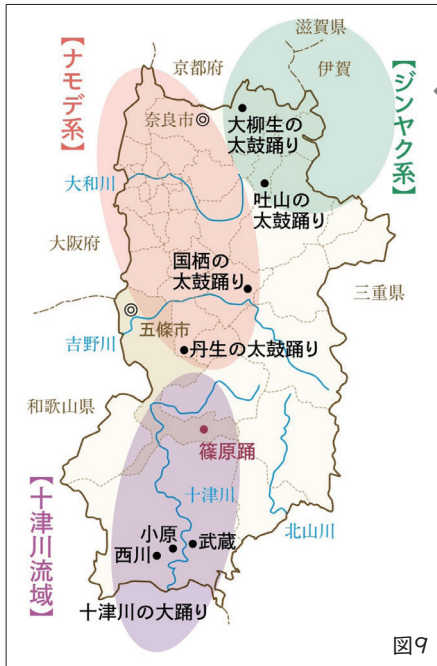 滋賀県
京都府
伊賀
【ナモデ系】
【ジンヤク系】
奈良市
大柳生の
太鼓踊り
大和川
吐山の
太鼓踊り
大阪府
国栖の
太鼓踊り
三重県
五條市
吉野川
丹生の太鼓踊り
和歌山県
篠原踊
【十津川流域】
十津川
北山川
小原
武蔵
西川
十津川の大踊り
図9